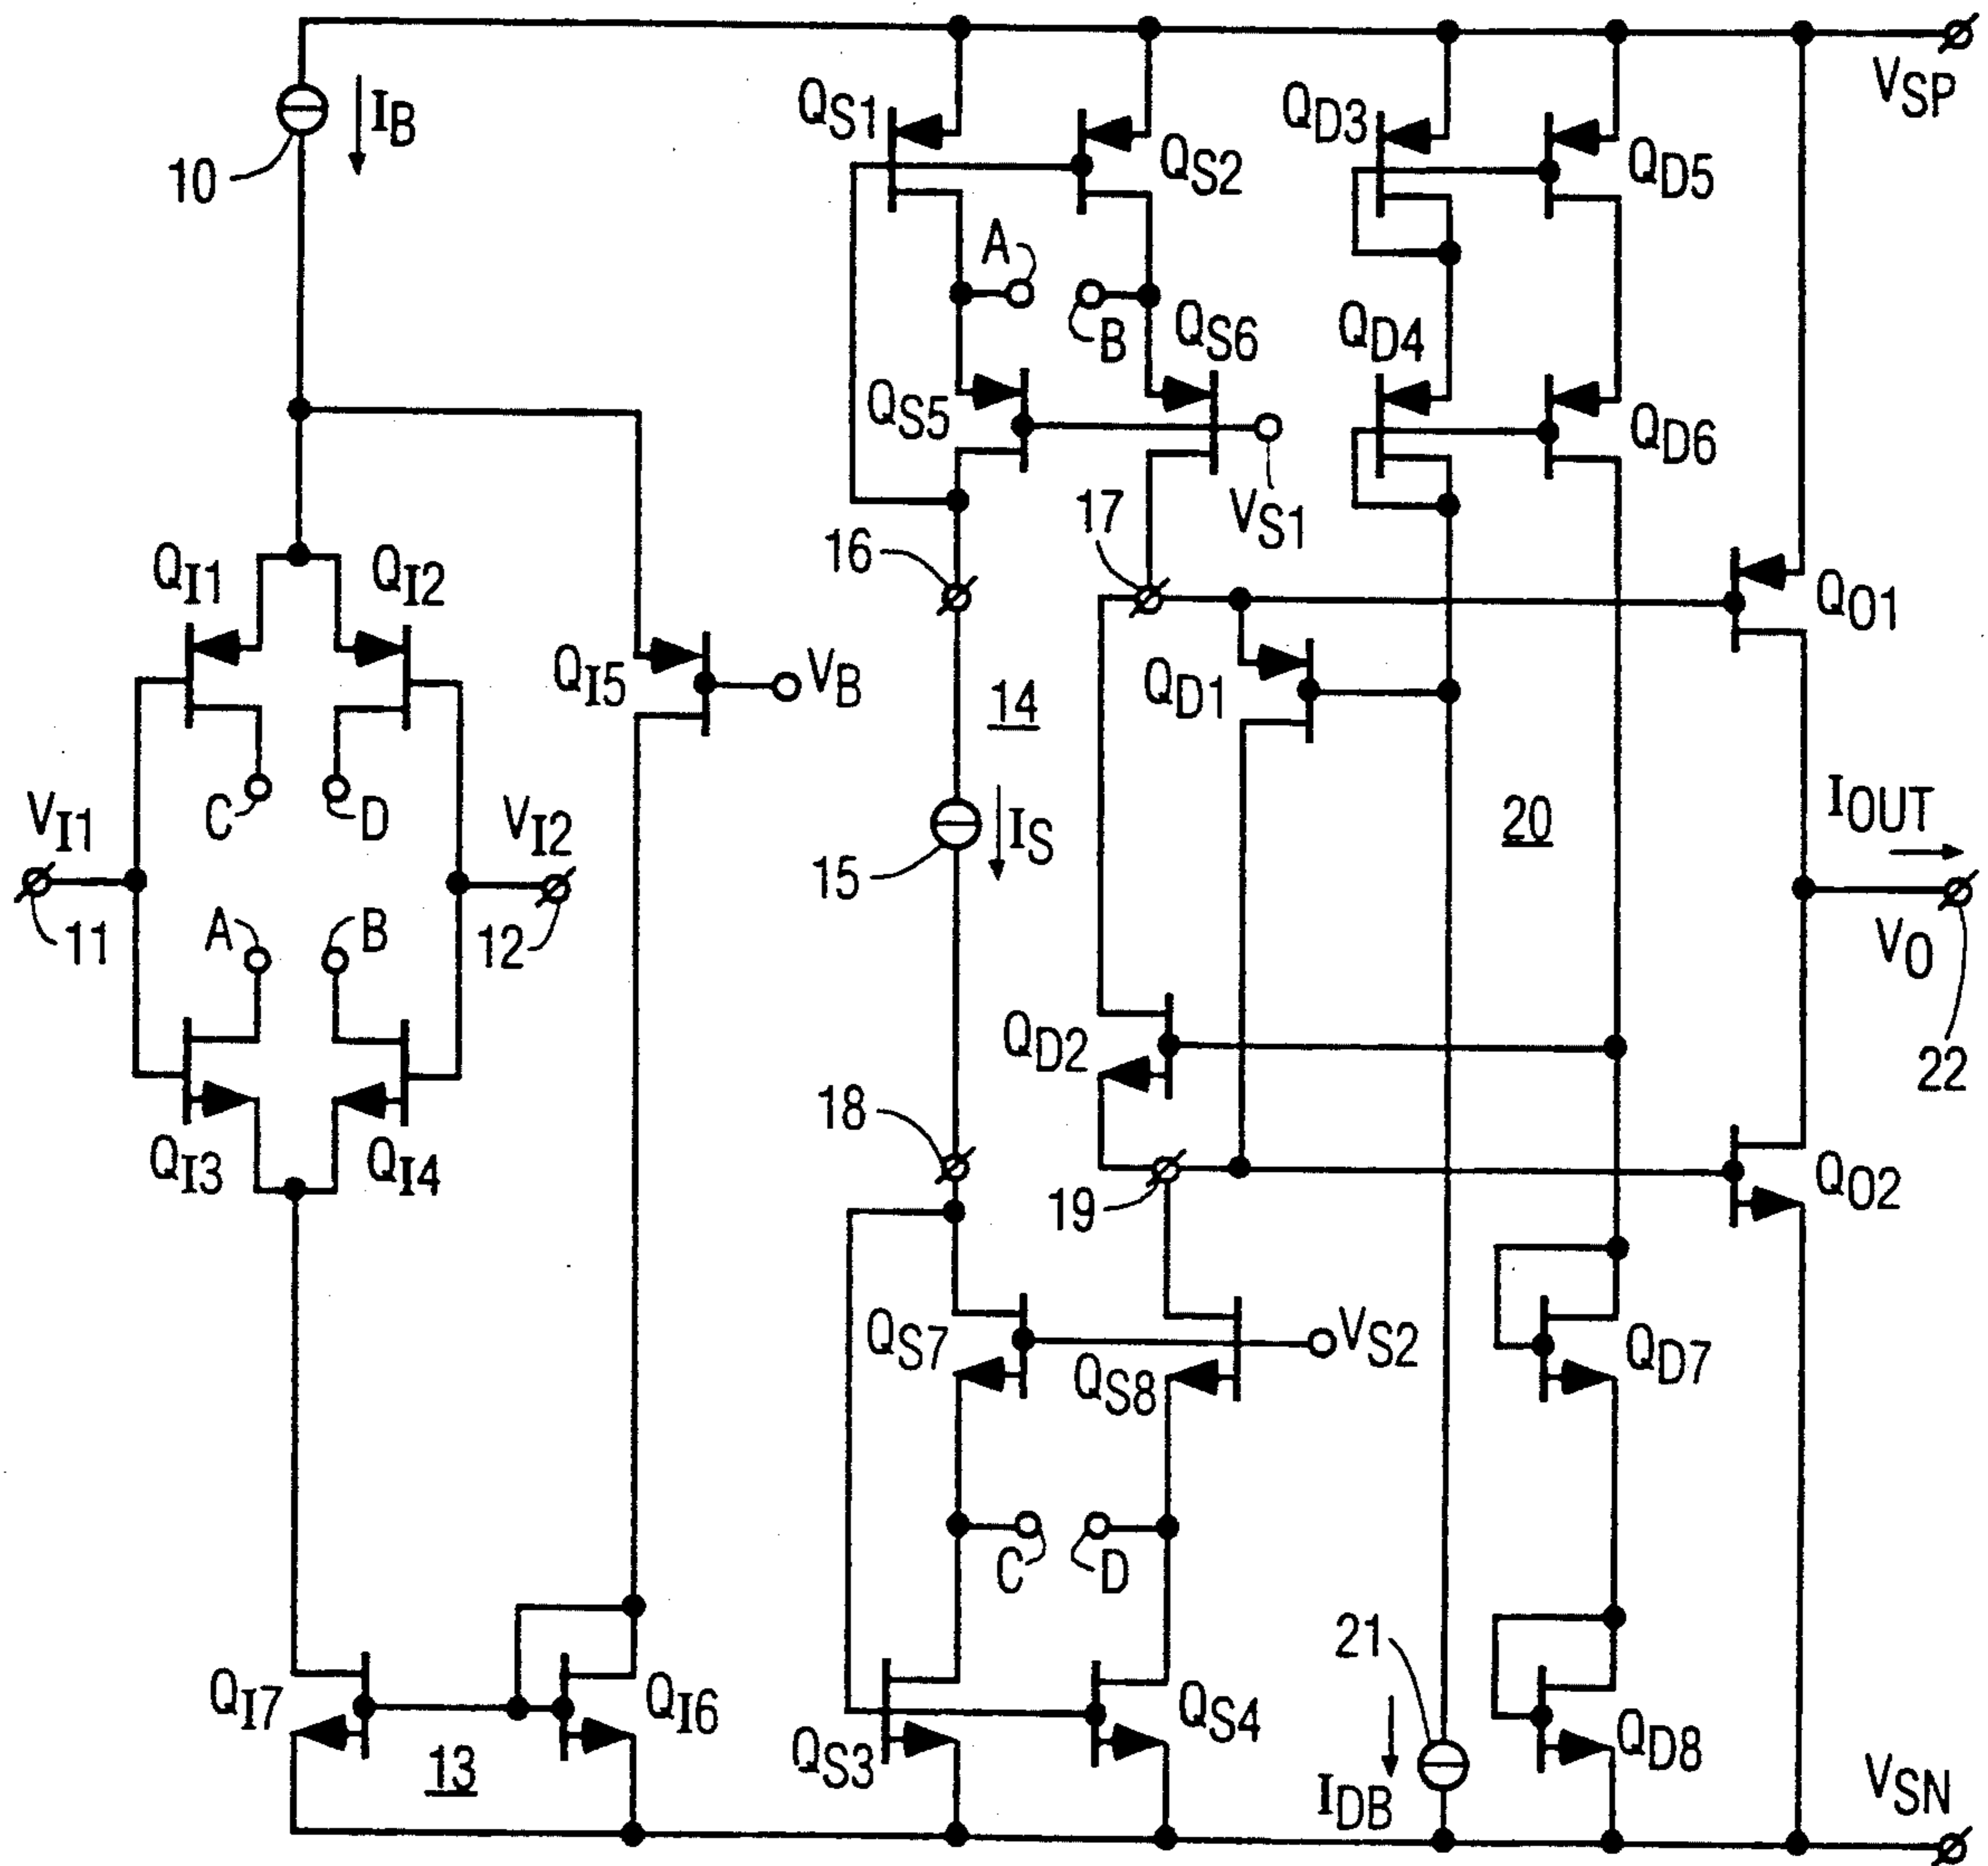 VSP
IB
10
QS1
QS2
QD3
QD5
A
B
QS5
QS6
QD4
QD6
VS1
16
17
QI1
QI2
QI5
VB
14
QD1
QO1
C
D
VI1
VI2
15
IS
20
IOUT
11
12
A
B
VO
22
QI3
QI4
QD2
18
19
QO2
QS7
QS8
VS2
QD7
C
D
QI7
QI6
13
QS3
QS4
21
IDB
QD8
VSN